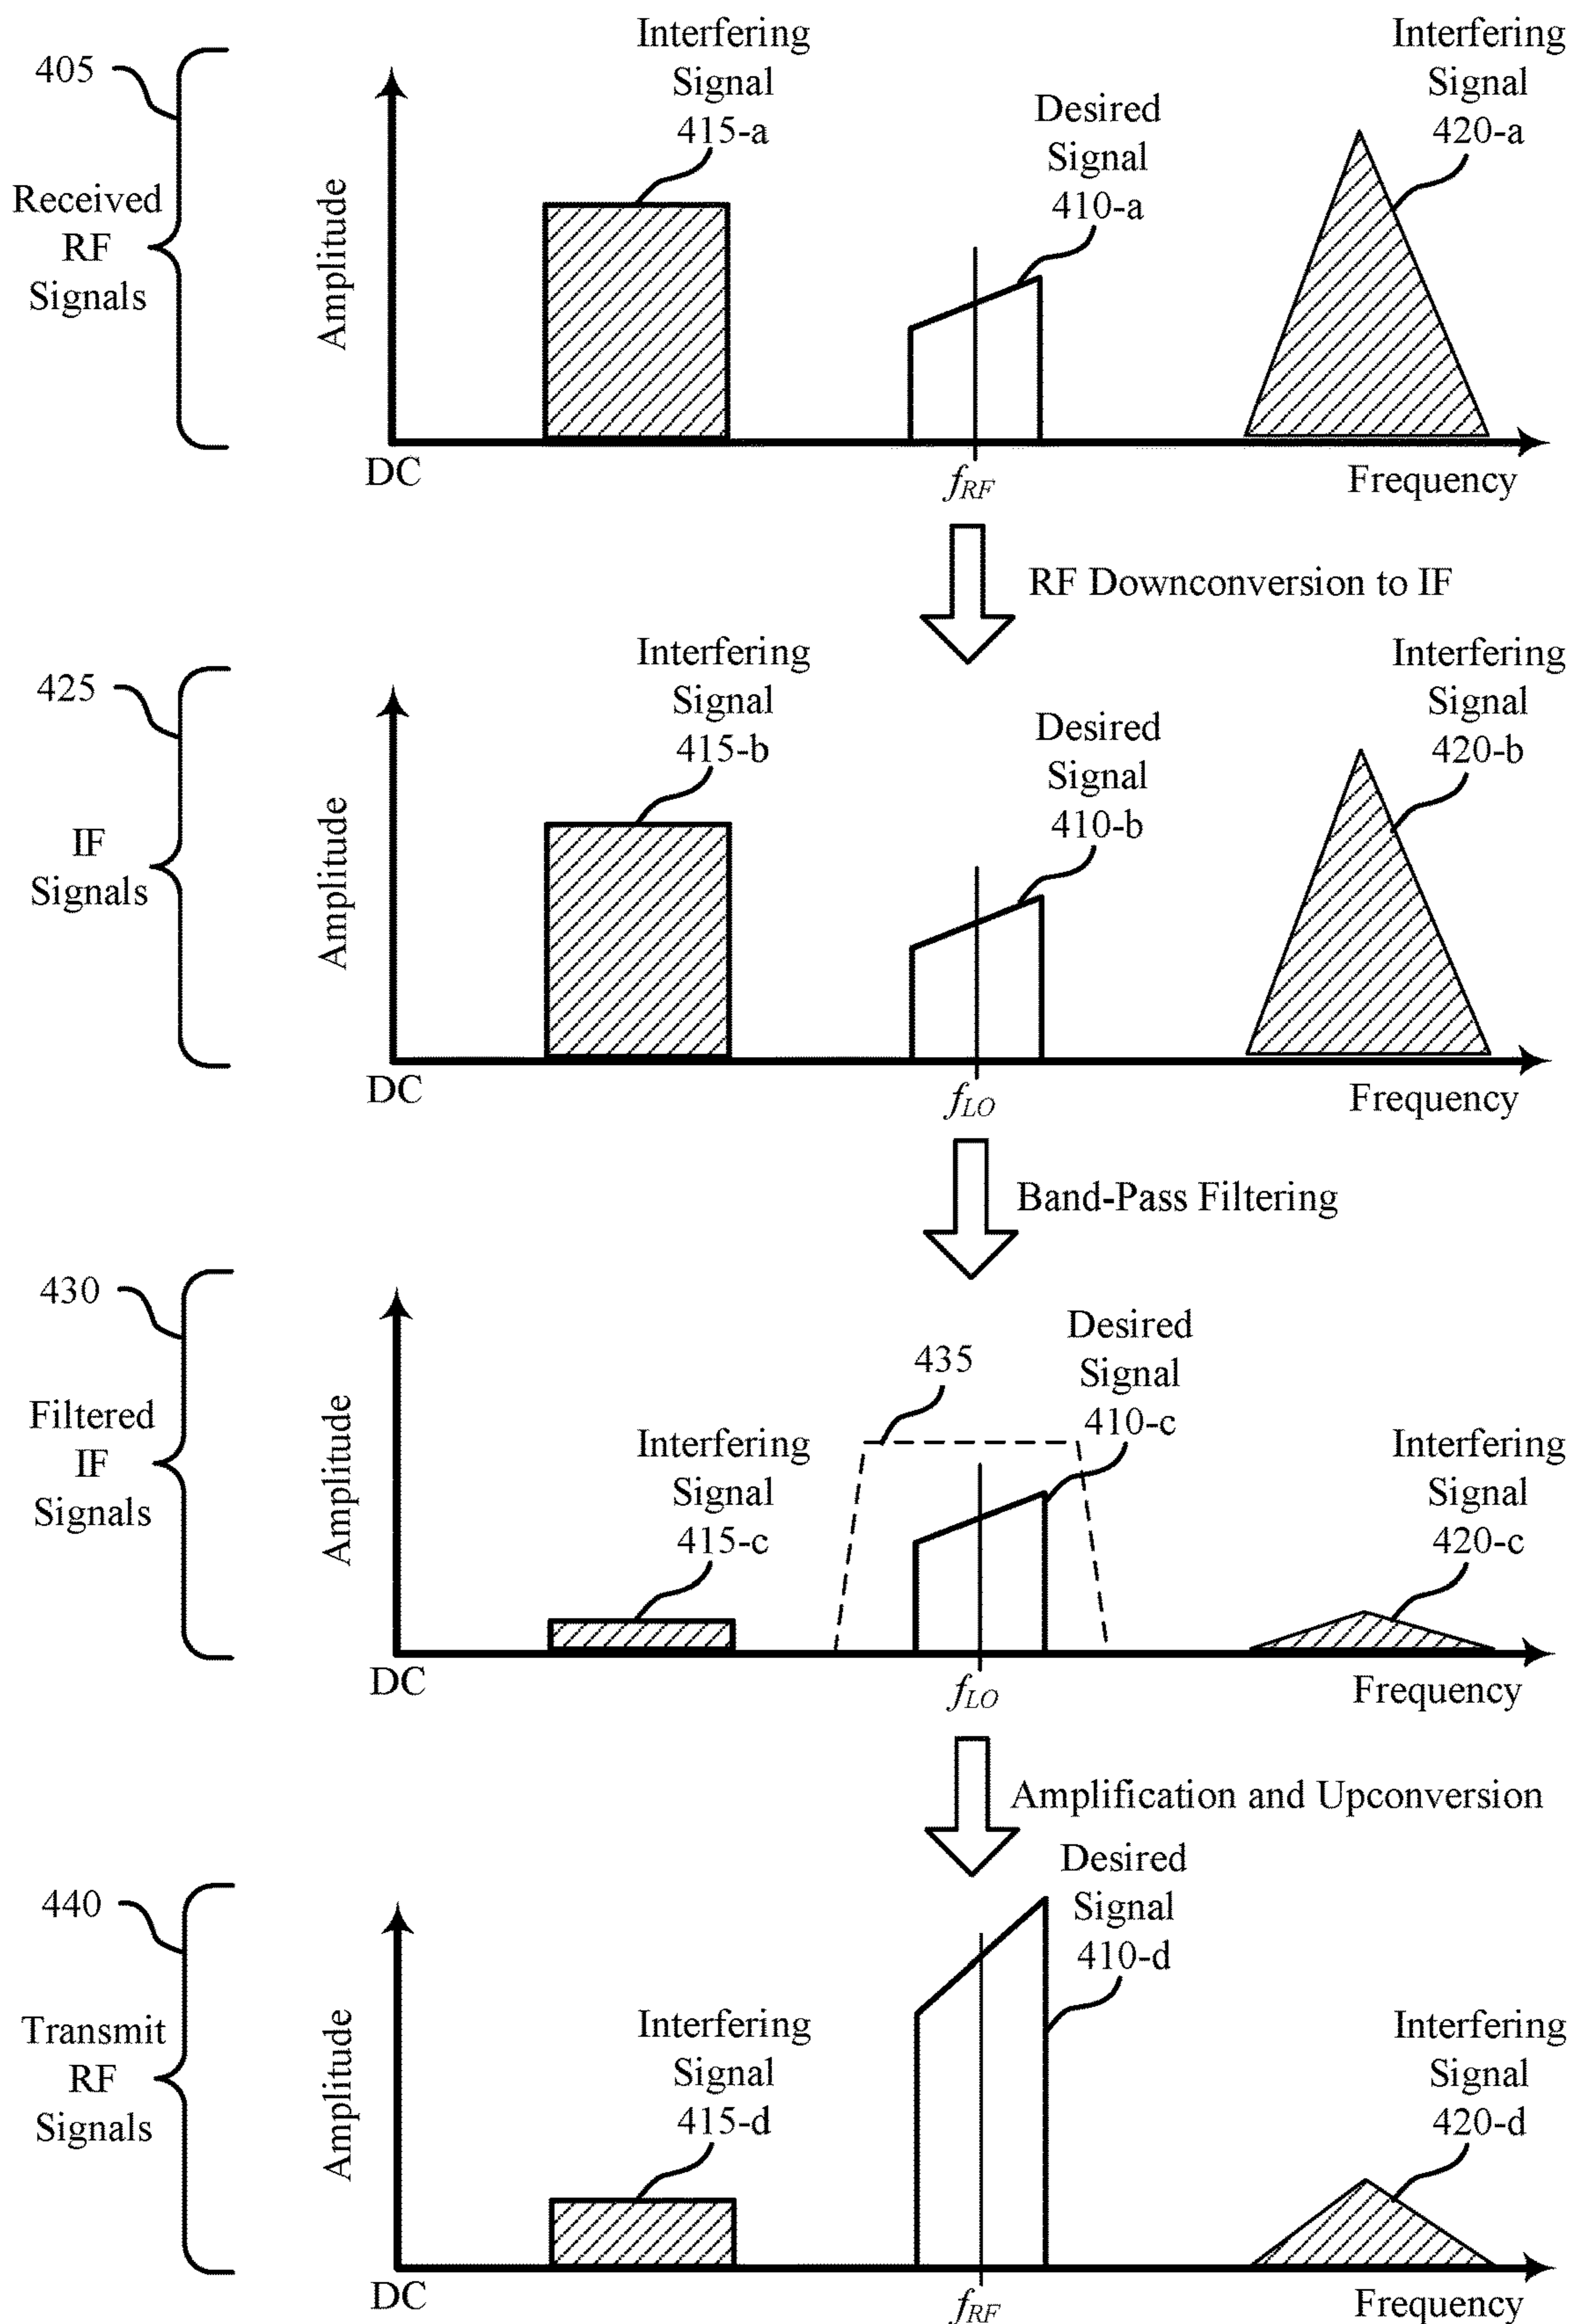 405
Received
RF
Signals
Amplitude
Interfering
Signal
415-a
Desired
Signal
410-a
Interfering
Signal
420-a
DC
fRF
Frequency
RF Downconversion to IF
425
IF
Signals
Amplitude
Interfering
Signal
415-b
Desired
Signal
410-b
Interfering
Signal
420-b
DC
fLO
Frequency
Band-Pass Filtering
430
Filtered
IF
Signals
Amplitude
Interfering
Signal
415-c
435
Desired
Signal
410-c
Interfering
Signal
420-c
DC
fLO
Frequency
Amplification and Upconversion
440
Transmit
RF
Signals
Amplitude
Interfering
Signal
415-d
Desired
Signal
410-d
Interfering
Signal
420-d
DC
fRF
Frequency